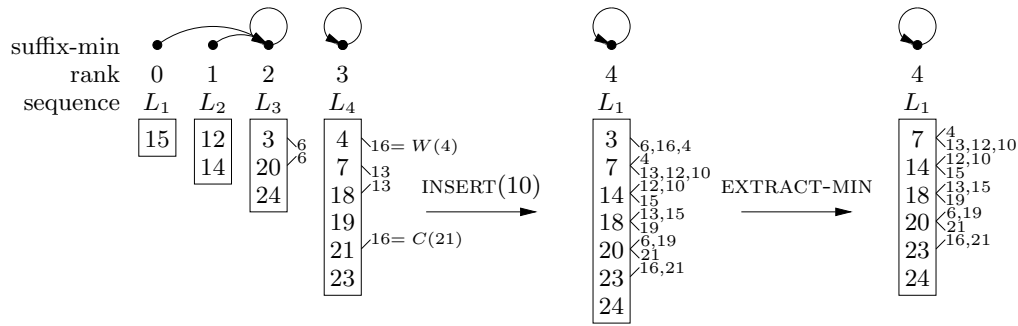 suffix-min
rank 0 1 2 3 4 4
sequence L₁ L₂ L₃ L₄ L₁ L₁
15 12 3 4 3 7
14 20 7 7 14
24 18 14 18
19 18 20
21 20 23
23 23 24
24
6
6
16= W(4)
13
13
16= C(21)
INSERT(10)
6,16,4
4
13,12,10
12,10
15
13,15
19
6,19
21
16,21
EXTRACT-MIN
4
13,12,10
12,10
15
13,15
19
6,19
21
16,21